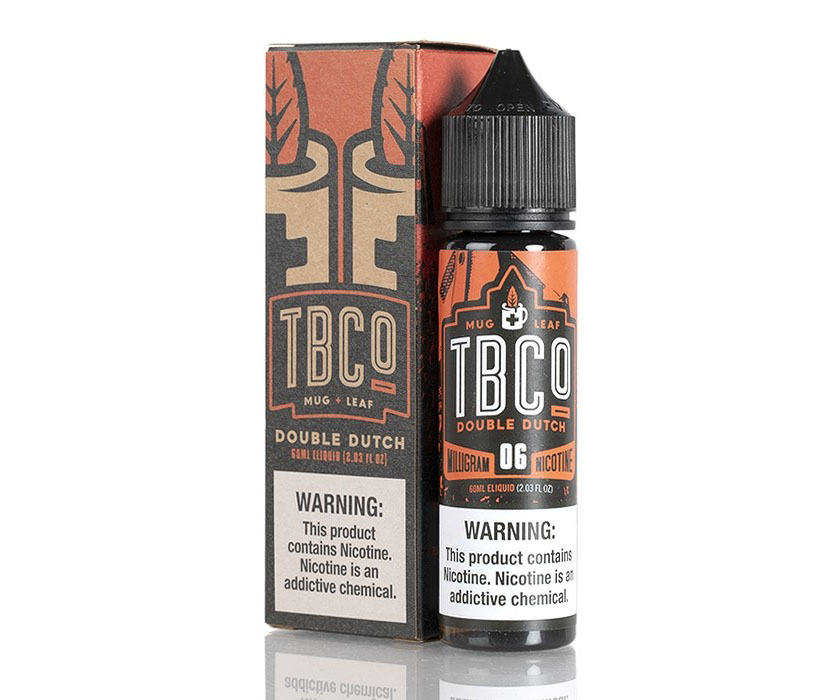 TBCO
MUG + LEAF
DOUBLE DUTCH
60ML ELIQUID (2.03 FL OZ)
WARNING:
This product
contains Nicotine.
Nicotine is an
addictive chemical.
OPEN
MUG LEAF
TBCO
DOUBLE DUTCH
MILLIGRAM 06 NICOTINE
60ML ELIQUID (2.03 FL OZ)
WARNING:
This product contains
Nicotine. Nicotine is an
addictive chemical.